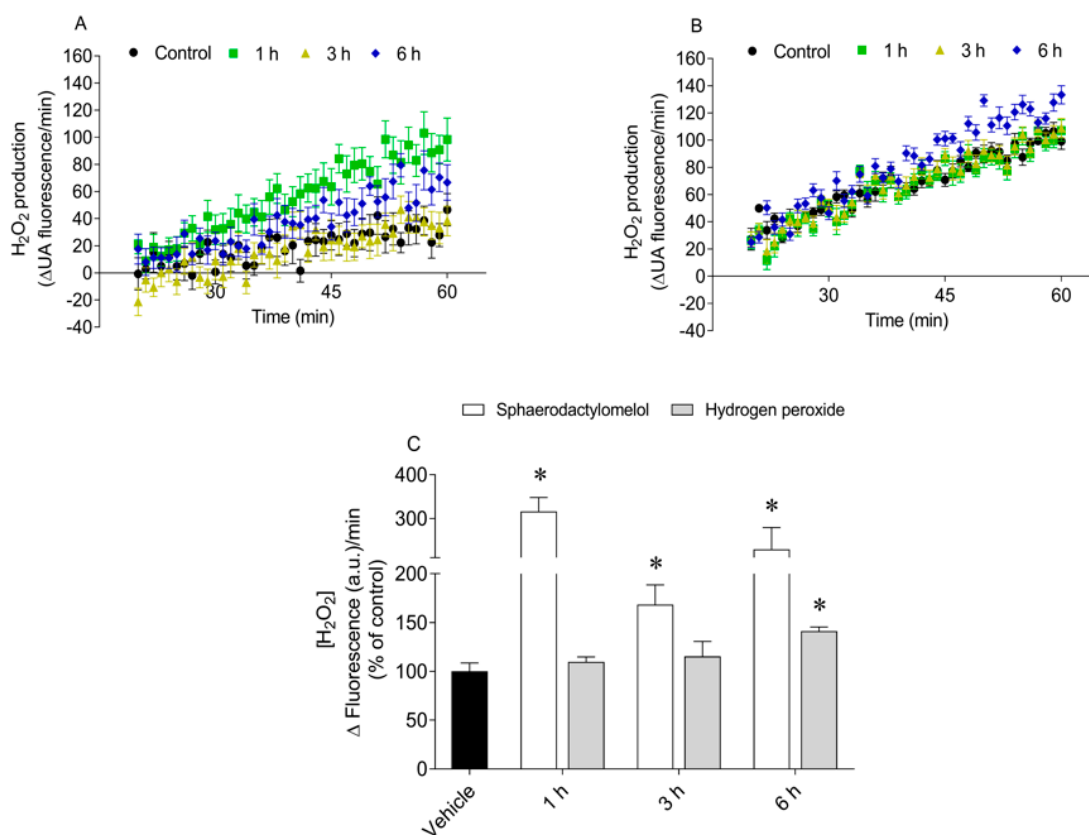 A
Control 1 h 3 h 6 h
H₂O₂ production
(ΔUA fluorescence/min)
160
140
120
100
80
60
40
20
0
-20
-40
30 45 60
Time (min)
B
Control 1 h 3 h 6 h
H₂O₂ production
(ΔUA fluorescence/min)
160
140
120
100
80
60
40
20
0
-20
-40
30 45 60
Time (min)
Sphaerodactylomelol Hydrogen peroxide
C
[H₂O₂]
Δ Fluorescence (a.u.)/min
(% of control)
400
300
200
150
100
50
0
* * * *
Vehicle 1 h 3 h 6 h